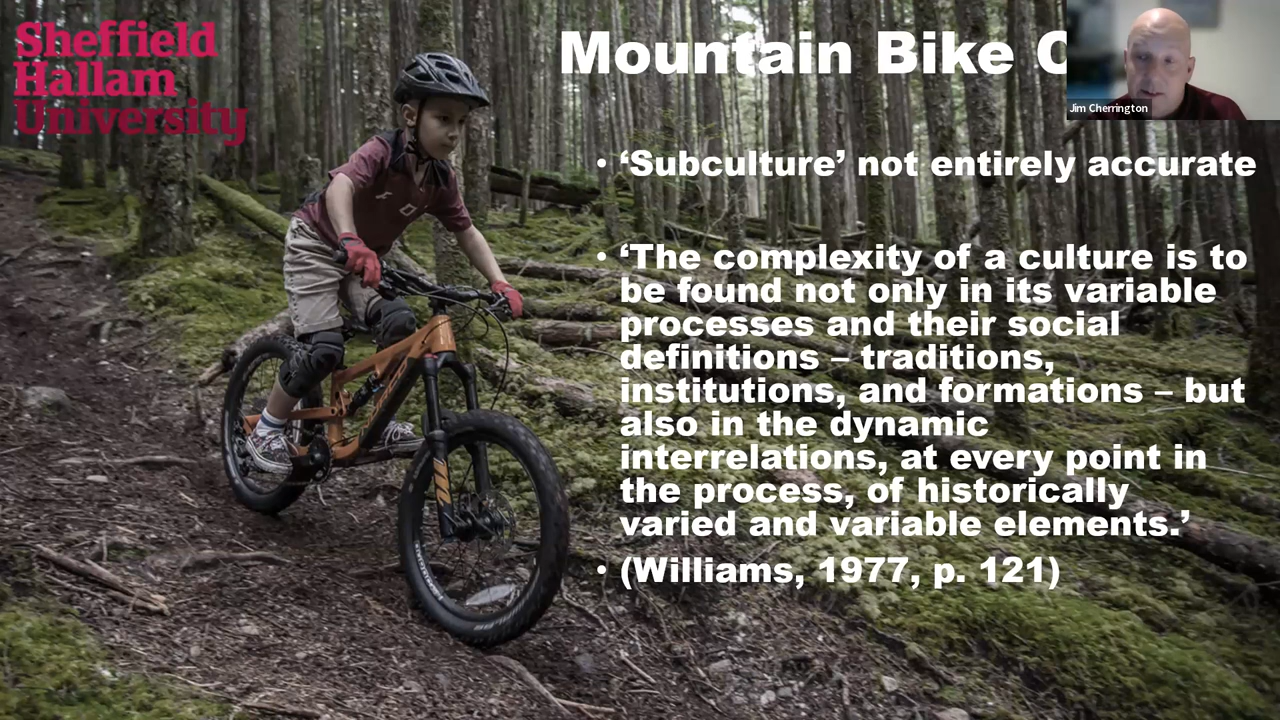 Sheffield
Hallam
University
Mountain Bike
Jim Cherrington
• ‘Subculture’ not entirely accurate
• ‘The complexity of a culture is to
be found not only in its variable
processes and their social
definitions – traditions,
institutions, and formations – but
also in the dynamic
interrelations, at every point in
the process, of historically
varied and variable elements.’
• (Williams, 1977, p. 121)